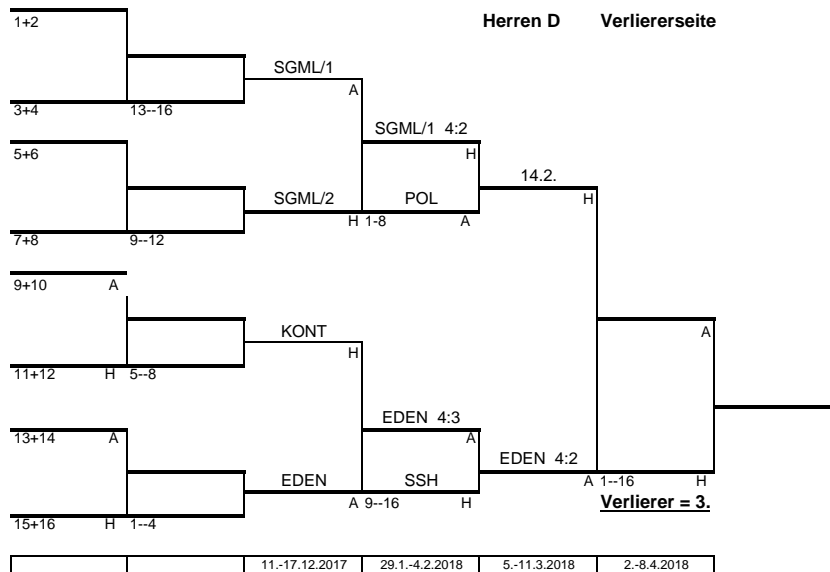 Herren D Verliererseite
1+2
SGML/1
A
3+4 13--16
SGML/1 4:2
5+6
H
14.2.
SGML/2 POL
H
H 1-8 A
7+8 9--12
9+10 A
KONT
A
H
11+12 H 5--8
EDEN 4:3
13+14 A
A
EDEN 4:2
EDEN SSH
A 1--16 H
A 9--16 H
Verlierer = 3.
15+16 H 1--4
11.-17.12.2017 29.1.-4.2.2018 5.-11.3.2018 2.-8.4.2018